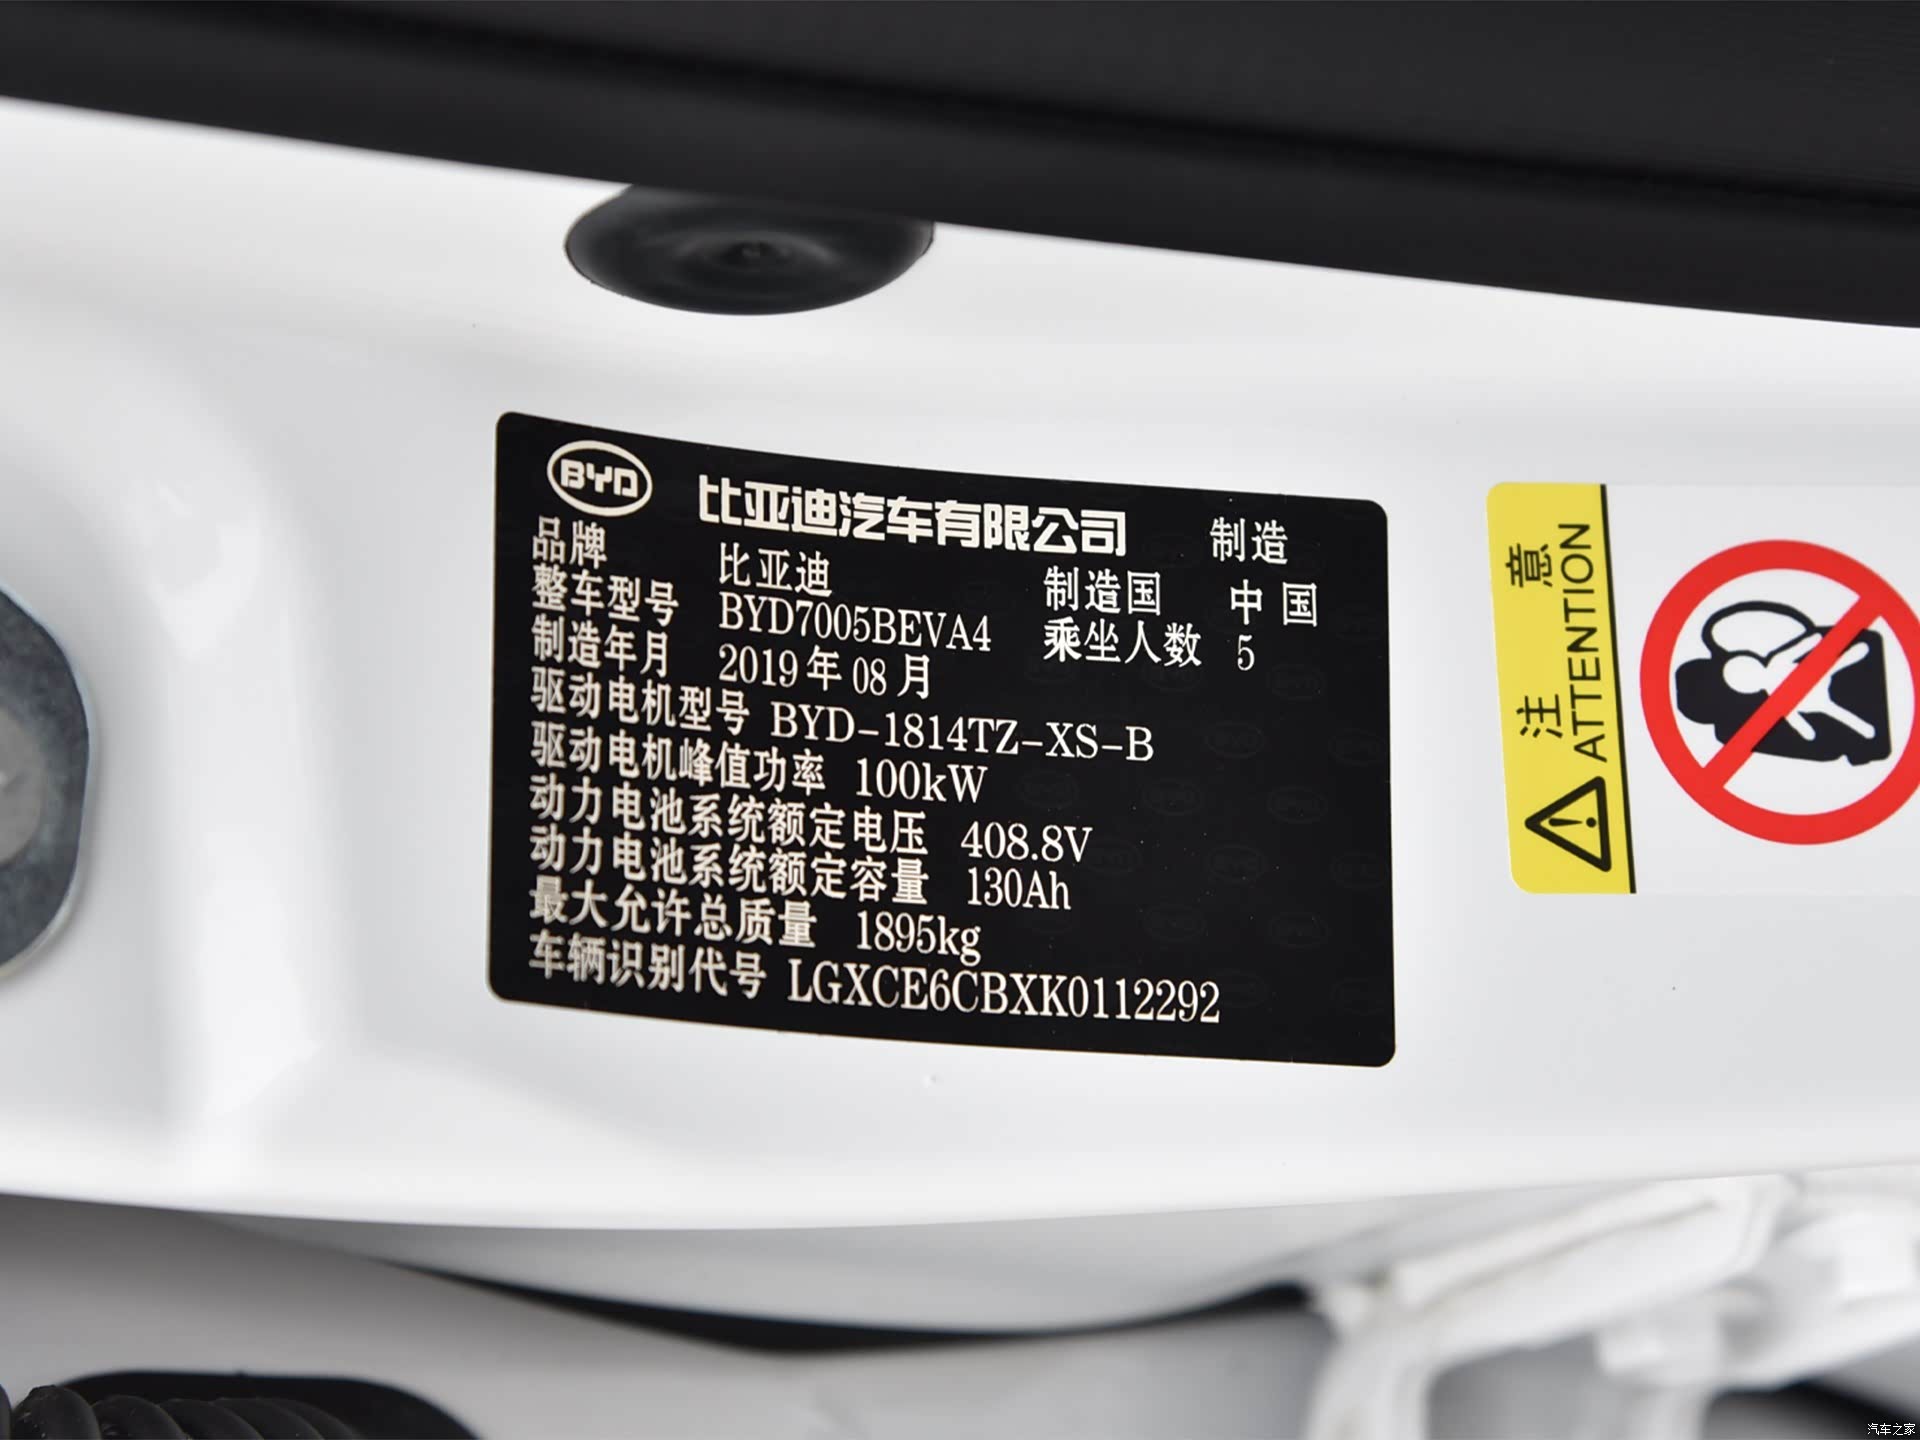 BYD 比亚迪汽车有限公司 制造
品牌 比亚迪 制造国 中国
整车型号 BYD7005BEVA4 乘坐人数 5
制造年月 2019年08月
驱动电机型号 BYD-1814TZ-XS-B
驱动电机峰值功率 100kW
动力电池系统额定电压 408.8V
动力电池系统额定容量 130Ah
最大允许总质量 1895kg
车辆识别代号 LGXCE6CBXK0112292
注意
ATTENTION
汽车之家